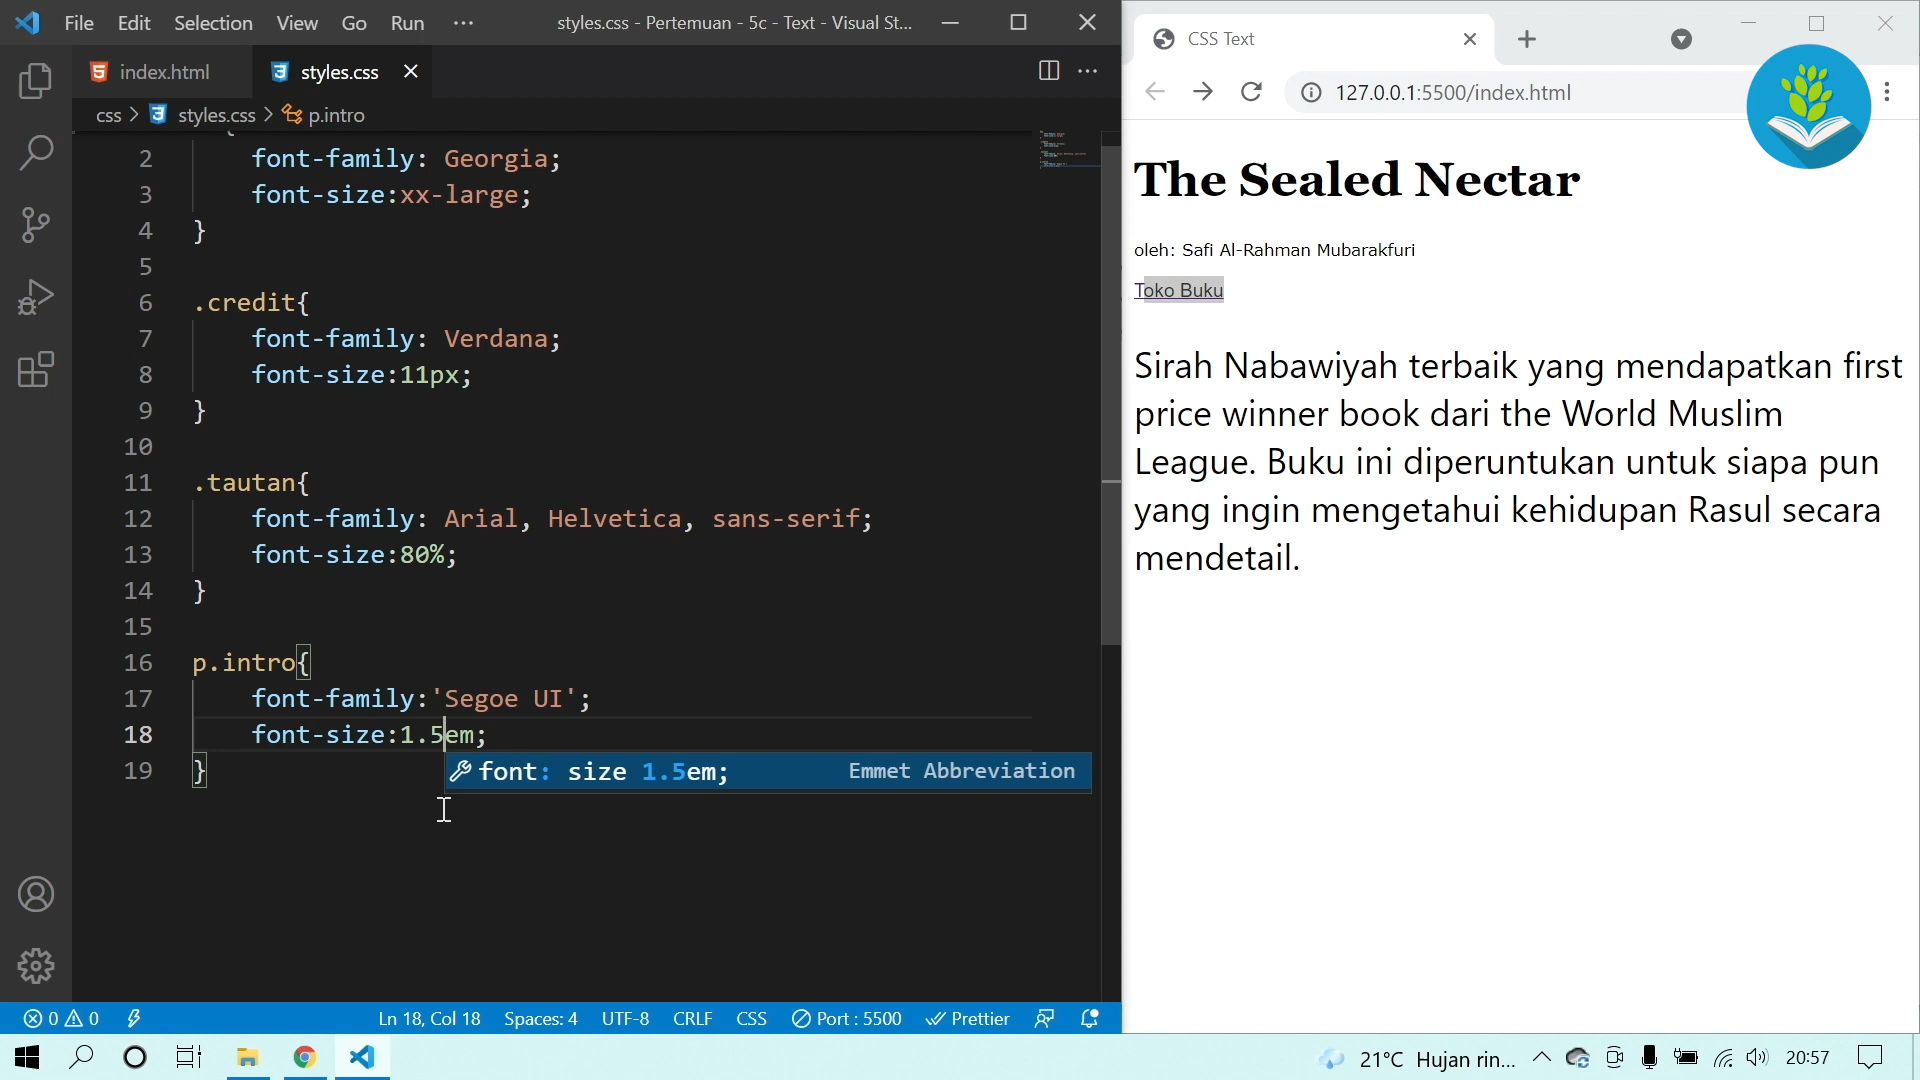 File Edit Selection View Go Run ··· styles.css - Pertemuan - 5c - Text - Visual St...
index.html styles.css
css > styles.css > p.intro
2 font-family: Georgia;
3 font-size:xx-large;
4 }
5
6 .credit{
7 font-family: Verdana;
8 font-size:11px;
9 }
10
11 .tautan{
12 font-family: Arial, Helvetica, sans-serif;
13 font-size:80%;
14 }
15
16 p.intro{
17 font-family:'Segoe UI';
18 font-size:1.5em;
font: size 1.5em; Emmet Abbreviation
19 }
0 0 Ln 18, Col 18 Spaces: 4 UTF-8 CRLF CSS Port : 5500 Prettier
CSS Text
127.0.0.1:5500/index.html
The Sealed Nectar
oleh: Safi Al-Rahman Mubarakfuri
Toko Buku
Sirah Nabawiyah terbaik yang mendapatkan first
price winner book dari the World Muslim
League. Buku ini diperuntukan untuk siapa pun
yang ingin mengetahui kehidupan Rasul secara
mendetail.
21°C Hujan rin... 20:57